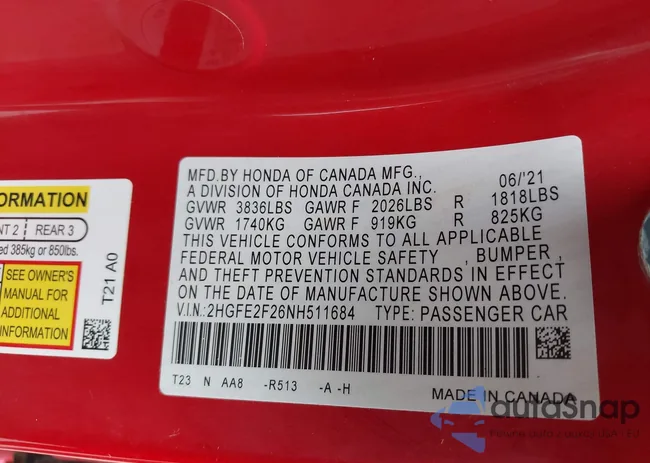 ORMATION
NT 2 REAR 3
ed 385kg or 850lbs.
SEE OWNER'S
MANUAL FOR
ADDITIONAL
INFORMATION
T21 A0
MFD.BY HONDA OF CANADA MFG.,
A DIVISION OF HONDA CANADA INC. 06/'21
GVWR 3836LBS GAWR F 2026LBS R 1818LBS
GVWR 1740KG GAWR F 919KG R 825KG
THIS VEHICLE CONFORMS TO ALL APPLICABLE
FEDERAL MOTOR VEHICLE SAFETY , BUMPER ,
AND THEFT PREVENTION STANDARDS IN EFFECT
ON THE DATE OF MANUFACTURE SHOWN ABOVE.
V.I.N.:2HGFE2F26NH511684 TYPE: PASSENGER CAR
T23 N AA8 -R513 -A -H
MADE IN CANADA
autoSnap